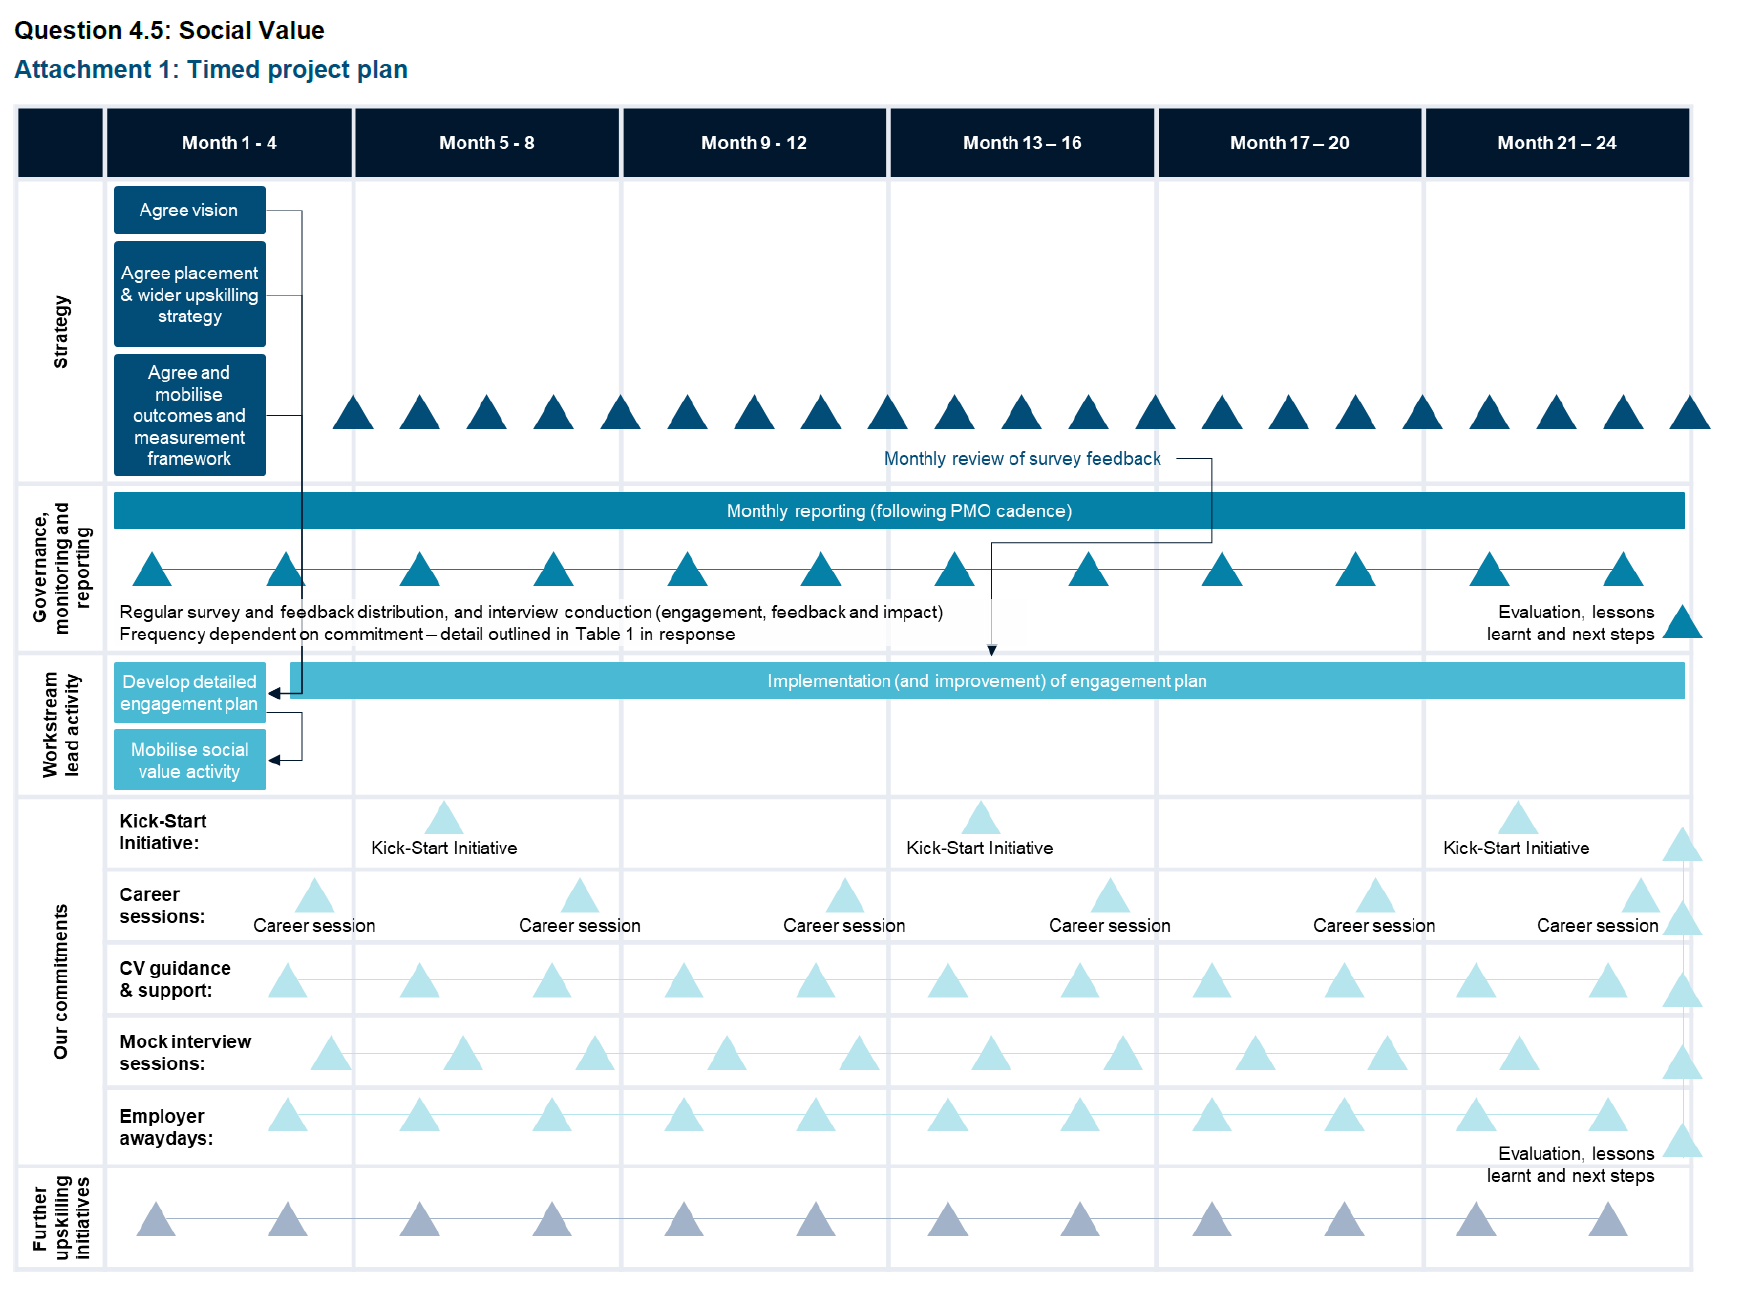 Question 4.5: Social Value
Attachment 1: Timed project plan
Month 1 - 4
Month 5 - 8
Month 9 - 12
Month 13 – 16
Month 17 – 20
Month 21 – 24
Strategy
Agree vision
Agree placement
& wider upskilling
strategy
Agree and
mobilise
outcomes and
measurement
framework
Monthly review of survey feedback
Governance,
monitoring and
reporting
Monthly reporting (following PMO cadence)
Regular survey and feedback distribution, and interview conduction (engagement, feedback and impact)
Frequency dependent on commitment – detail outlined in Table 1 in response
Evaluation, lessons
learnt and next steps
Workstream
lead activity
Develop detailed
engagement plan
Implementation (and improvement) of engagement plan
Mobilise social
value activity
Our commitments
Kick-Start
Initiative:
Kick-Start Initiative
Kick-Start Initiative
Kick-Start Initiative
Career
sessions:
Career session
Career session
Career session
Career session
Career session
Career session
CV guidance
& support:
Mock interview
sessions:
Employer
awaydays:
Evaluation, lessons
learnt and next steps
Further
upskilling
initiatives